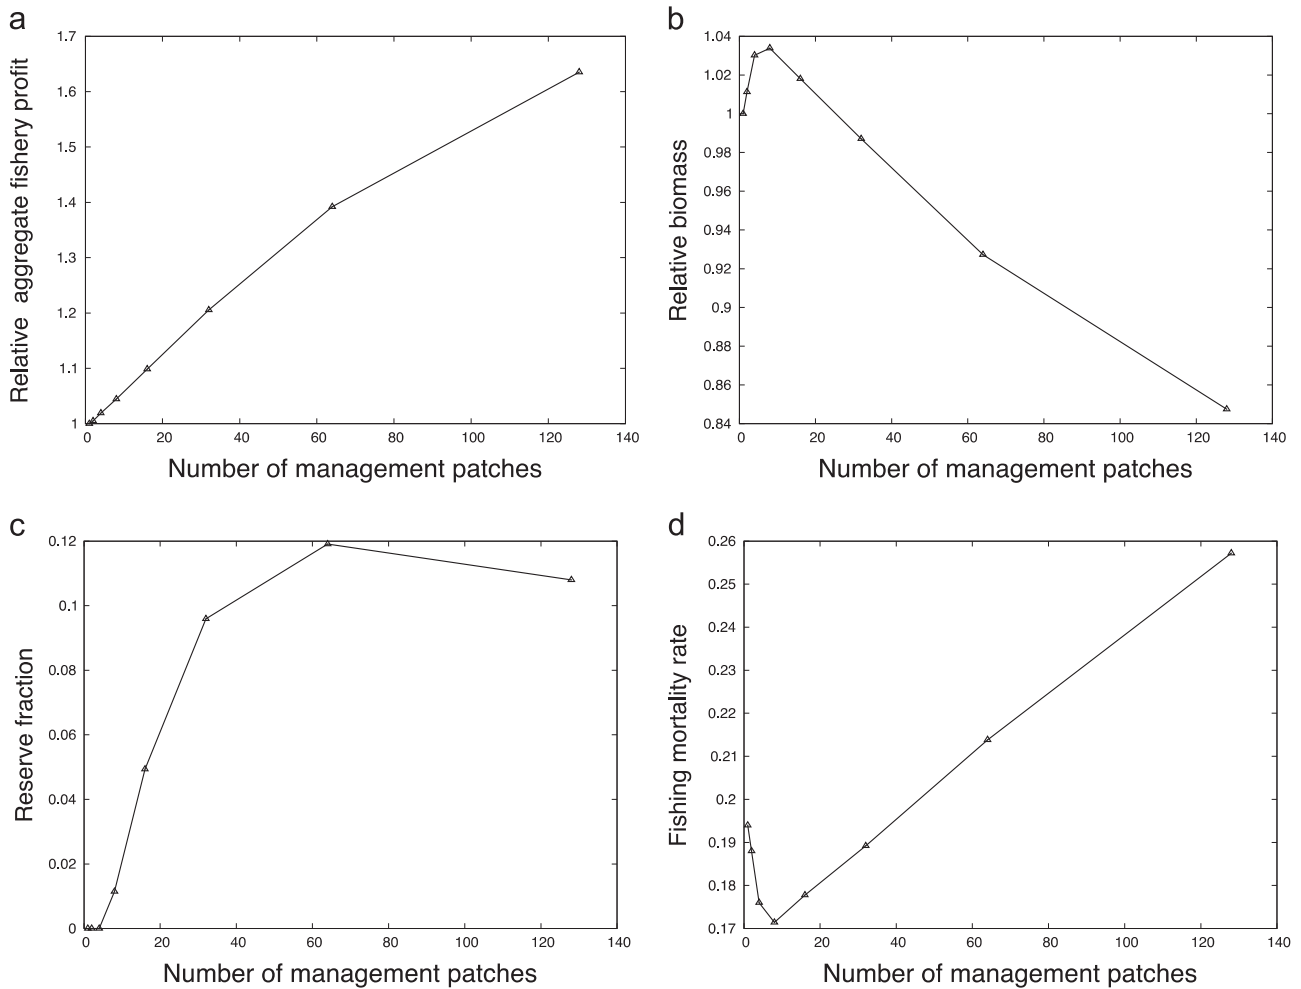 a
Relative aggregate fishery profit
1.7
1.6
1.5
1.4
1.3
1.2
1.1
1
0 20 40 60 80 100 120 140
Number of management patches
b
Relative biomass
1.04
1.02
1
0.98
0.96
0.94
0.92
0.9
0.88
0.86
0.84
0 20 40 60 80 100 120 140
Number of management patches
c
Reserve fraction
0.12
0.1
0.08
0.06
0.04
0.02
0
0 20 40 60 80 100 120 140
Number of management patches
d
Fishing mortality rate
0.26
0.25
0.24
0.23
0.22
0.21
0.2
0.19
0.18
0.17
0 20 40 60 80 100 120 140
Number of management patches